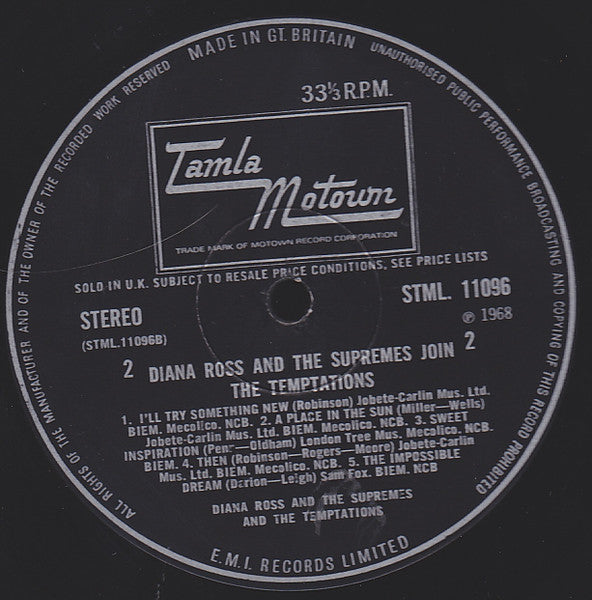 MADE IN GT. BRITAIN
UNAUTHORISED PUBLIC PERFORMANCE BROADCASTING AND COPYING OF THIS RECORD PROHIBITED
ALL RIGHTS OF THE MANUFACTURER AND OF THE OWNER OF THE RECORDED WORK RESERVED
33⅓ R.P.M.
Tamla
Motown
TRADE MARK OF MOTOWN RECORD CORPORATION
SOLD IN U.K. SUBJECT TO RESALE PRICE CONDITIONS, SEE PRICE LISTS
STEREO
STML. 11096
(STML.11096B)
℗ 1968
2 DIANA ROSS AND THE SUPREMES JOIN 2
THE TEMPTATIONS
1. I'LL TRY SOMETHING NEW (Robinson) Jobete-Carlin Mus. Ltd.
BIEM. Mecolico. NCB. 2. A PLACE IN THE SUN (Miller—Wells)
Jobete-Carlin Mus. Ltd. BIEM. Mecolico. NCB. 3. SWEET
INSPIRATION (Penn—Oldham) London Tree Mus. Mecolico. NCB.
BIEM. 4. THEN (Robinson—Rogers—Moore) Jobete-Carlin
Mus. Ltd. BIEM. Mecolico. NCB. 5. THE IMPOSSIBLE
DREAM (Darion—Leigh) Sam Fox. BIEM. NCB
DIANA ROSS AND THE SUPREMES
AND THE TEMPTATIONS
E.M.I. RECORDS LIMITED